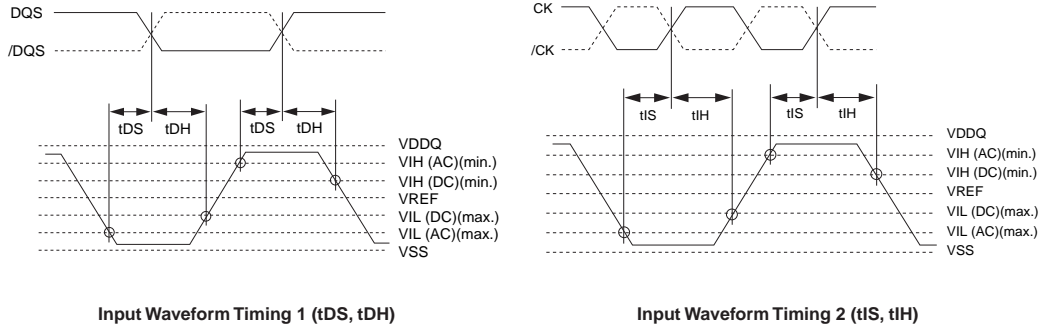 DQS
/DQS
tDS
tDH
tDS
tDH
VDDQ
VIH (AC)(min.)
VIH (DC)(min.)
VREF
VIL (DC)(max.)
VIL (AC)(max.)
VSS
Input Waveform Timing 1 (tDS, tDH)
CK
/CK
tIS
tIH
tIS
tIH
VDDQ
VIH (AC)(min.)
VIH (DC)(min.)
VREF
VIL (DC)(max.)
VIL (AC)(max.)
VSS
Input Waveform Timing 2 (tIS, tIH)